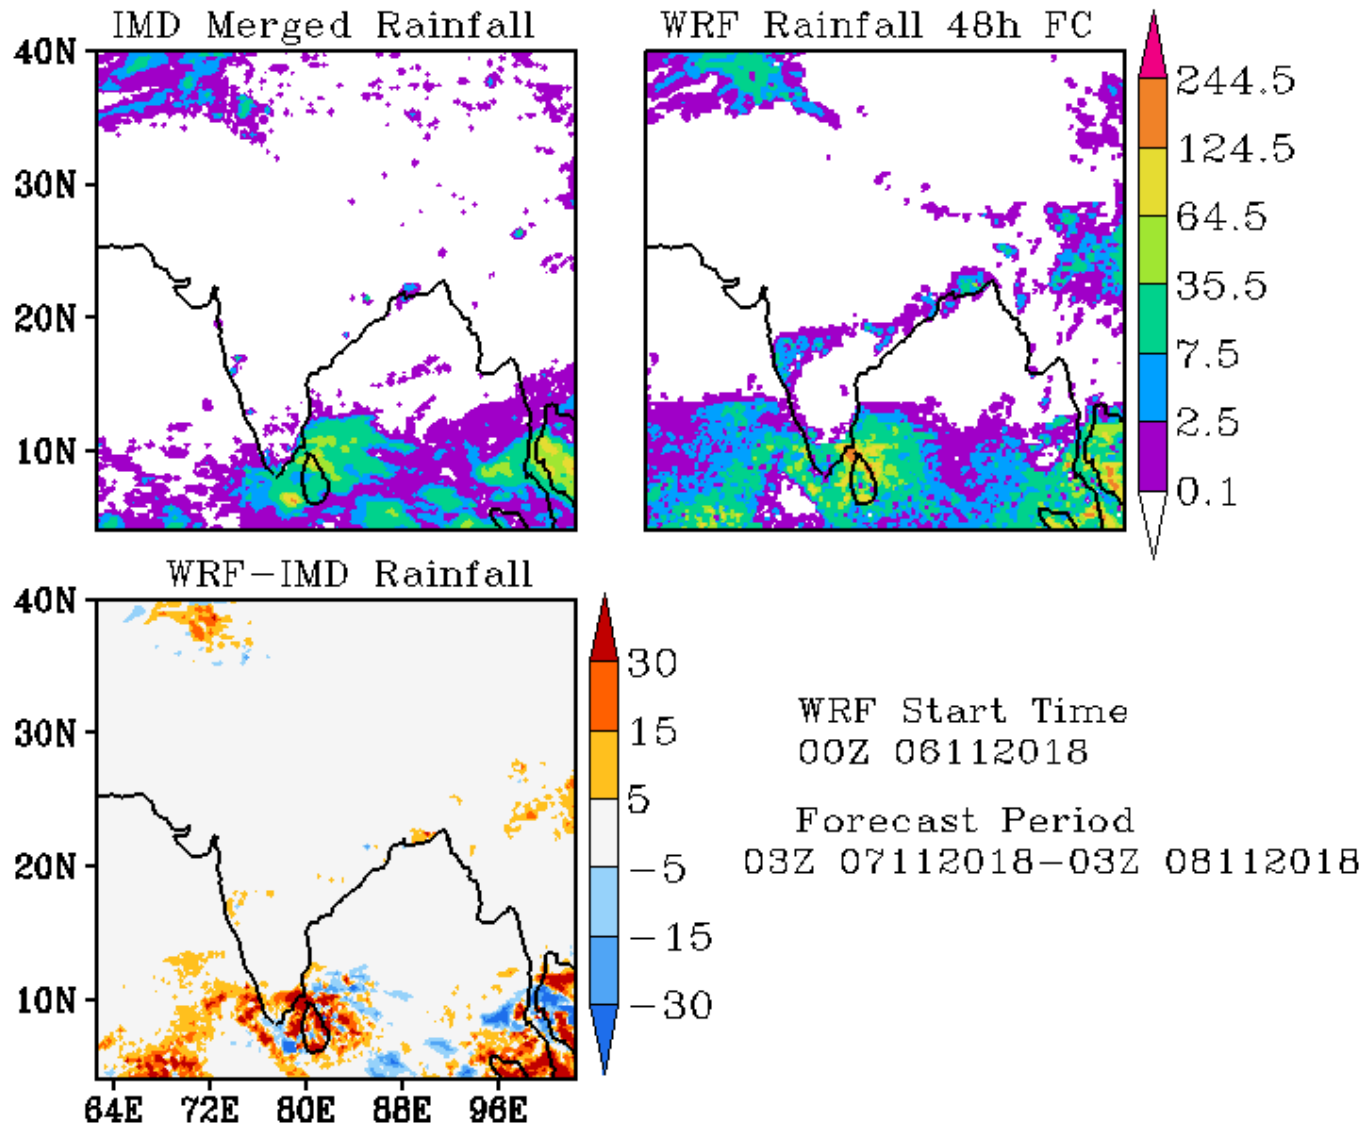 IMD Merged Rainfall
WRF Rainfall 48h FC
40N
30N
20N
10N
244.5
124.5
64.5
35.5
7.5
2.5
0.1
WRF-IMD Rainfall
40N
30N
20N
10N
64E 72E 80E 88E 96E
30
15
5
-5
-15
-30
WRF Start Time
00Z 06112018
Forecast Period
03Z 07112018-03Z 08112018